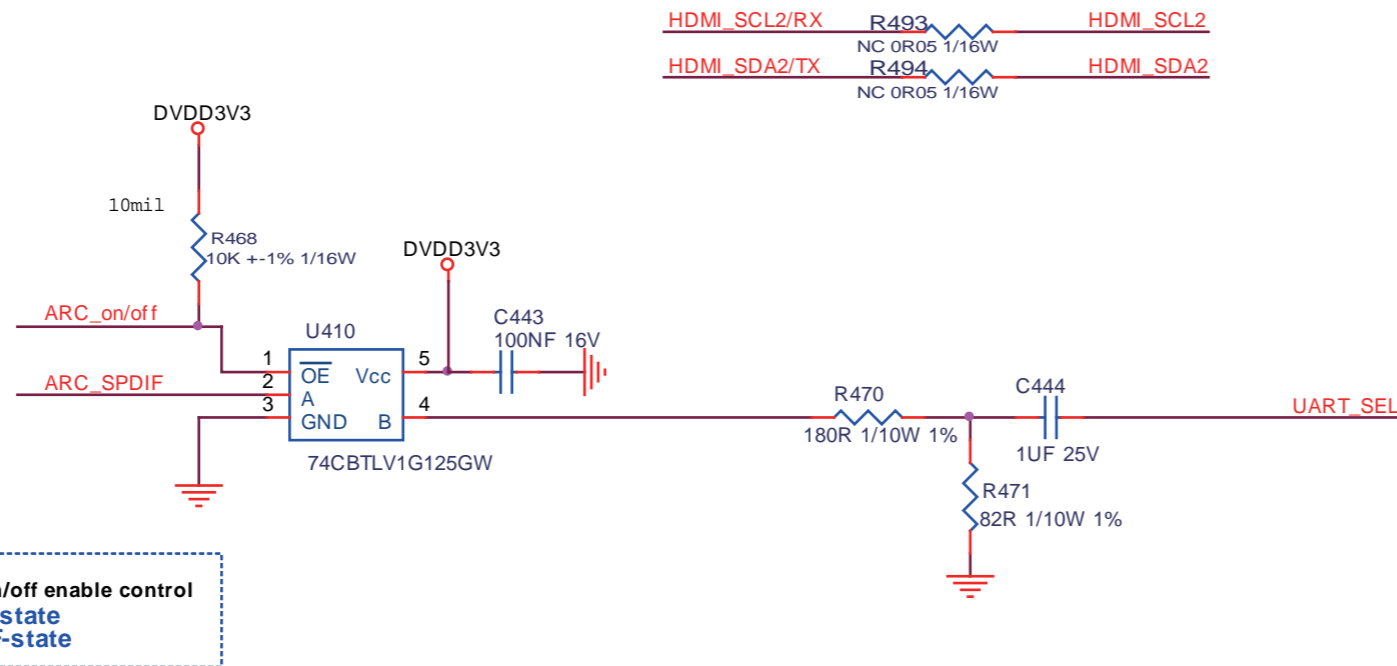 HDMI_SCL2/RX R493 HDMI_SCL2
NC 0R05 1/16W
HDMI_SDA2/TX R494 HDMI_SDA2
NC 0R05 1/16W
DVDD3V3
10mil
R468
10K +-1% 1/16W
DVDD3V3
ARC_on/off
C443
100NF 16V
U410
1 5
OE Vcc
ARC_SPDIF
2
A
3 4
GND B
74CBTLV1G125GW
R470
180R 1/10W 1%
C444
1UF 25V
UART_SEL
R471
82R 1/10W 1%
/off enable control
state
-state